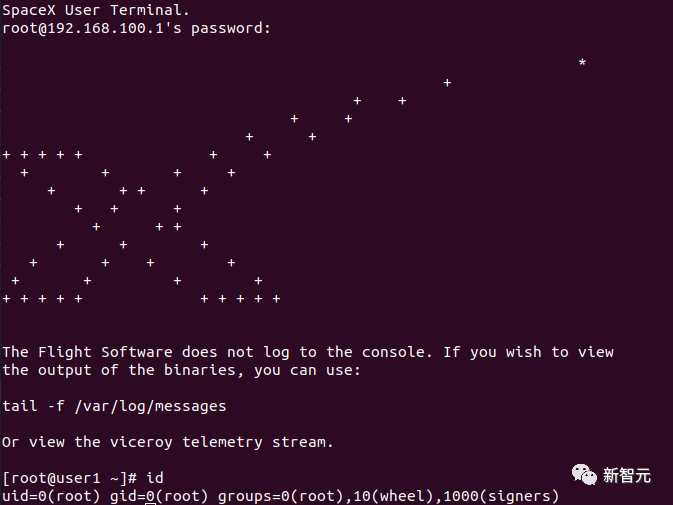 SpaceX User Terminal.
root@192.168.100.1's password:
*
+
+ +
+ +
+ +
+ + + + + + +
+ + + +
+ + + +
+ + +
+ + +
+ + +
+ + + +
+ + + +
+ + + + + + + + + +
The Flight Software does not log to the console. If you wish to view
the output of the binaries, you can use:
tail -f /var/log/messages
Or view the viceroy telemetry stream.
[root@user1 ~]# id
uid=0(root) gid=0(root) groups=0(root),10(wheel),1000(signers)
新智元